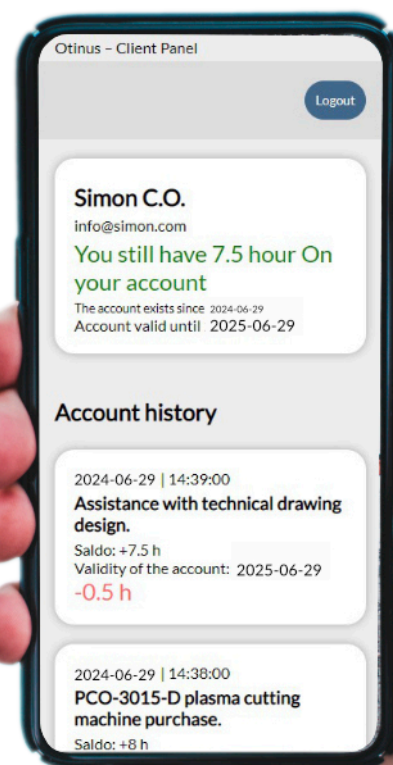 Otinus – Client Panel
Logout
Simon C.O.
info@simon.com
You still have 7.5 hour On
your account
The account exists since 2024-06-29
Account valid until 2025-06-29
Account history
2024-06-29 | 14:39:00
Assistance with technical drawing
design.
Saldo: +7.5 h
Validity of the account: 2025-06-29
-0.5 h
2024-06-29 | 14:38:00
PCO-3015-D plasma cutting
machine purchase.
Saldo: +8 h